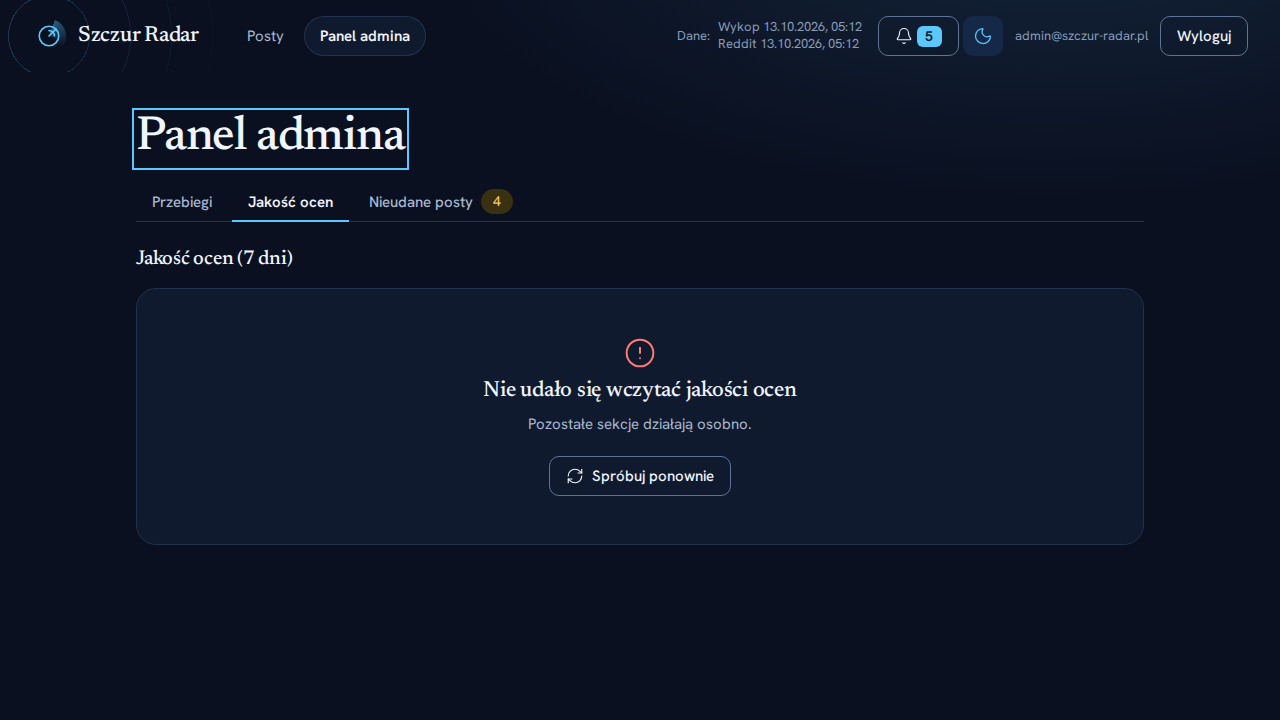 Szczur Radar
Posty
Panel admina
Dane:
Wykop 13.10.2026, 05:12
Reddit 13.10.2026, 05:12
5
admin@szczur-radar.pl
Wyloguj
Panel admina
Przebiegi
Jakość ocen
Nieudane posty 4
Jakość ocen (7 dni)
Nie udało się wczytać jakości ocen
Pozostałe sekcje działają osobno.
Spróbuj ponownie